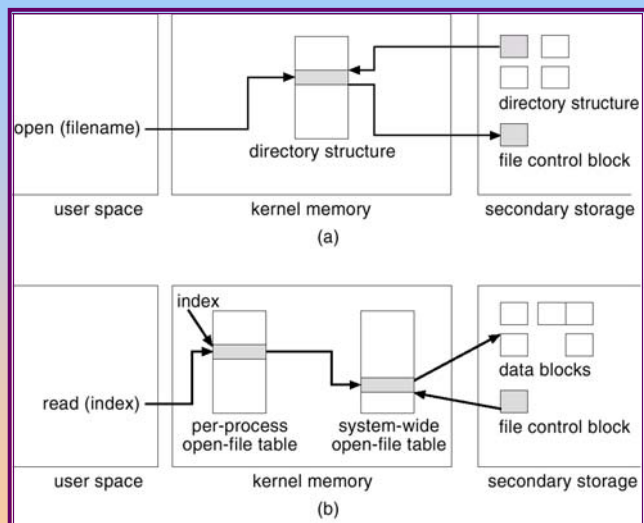 open (filename)
directory structure
directory structure
file control block
user space
kernel memory
secondary storage
(a)
index
read (index)
per-process
open-file table
system-wide
open-file table
data blocks
file control block
user space
kernel memory
secondary storage
(b)